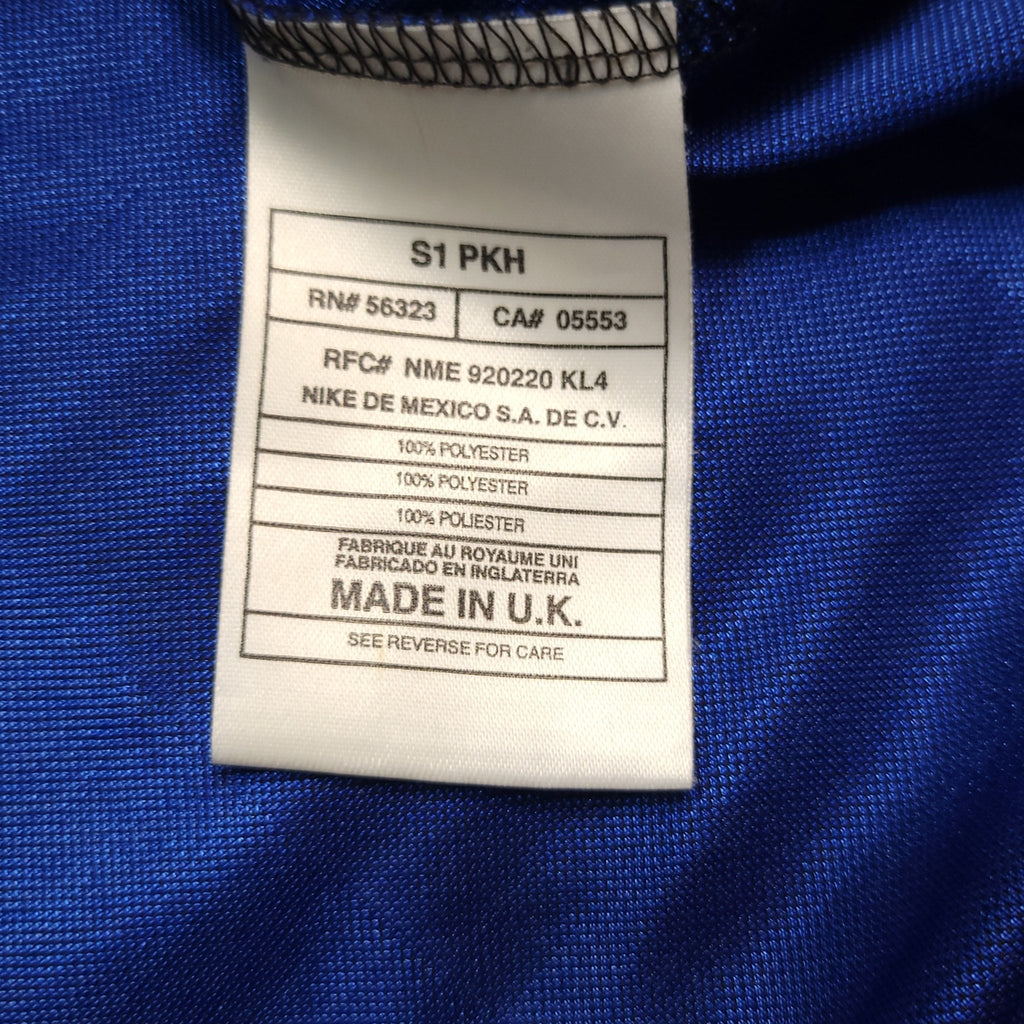 S1 PKH
RN# 56323 CA# 05553
RFC# NME 920220 KL4
NIKE DE MEXICO S.A. DE C.V.
100% POLYESTER
100% POLYESTER
100% POLIESTER
FABRIQUE AU ROYAUME UNI
FABRICADO EN INGLATERRA
MADE IN U.K.
SEE REVERSE FOR CARE